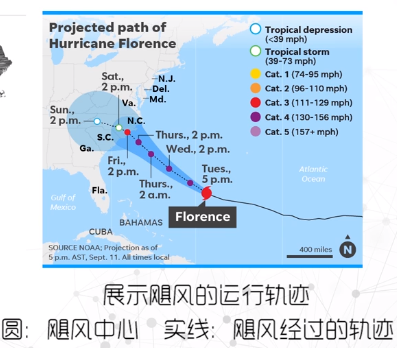 Projected path of
Hurricane Florence
Tropical depression
(<39 mph)
Tropical storm
(39-73 mph)
Cat. 1 (74-95 mph)
Cat. 2 (96-110 mph)
Cat. 3 (111-129 mph)
Cat. 4 (130-156 mph)
Cat. 5 (157+ mph)
Sat.,
2 p.m.
N.J.
Del.
Md.
Va.
Sun.,
2 p.m.
N.C.
S.C.
Thurs., 2 p.m.
Ga.
Wed., 2 p.m.
Fri.,
2 p.m.
Tues.,
5 p.m.
Thurs.,
2 a.m.
Atlantic
Ocean
Fla.
Gulf of
Mexico
Florence
BAHAMAS
CUBA
SOURCE NOAA; Projection as of
5 p.m. AST, Sept. 11. All times local
400 miles
N
展示飓风的运行轨迹
圆：飓风中心 实线：飓风经过的轨迹